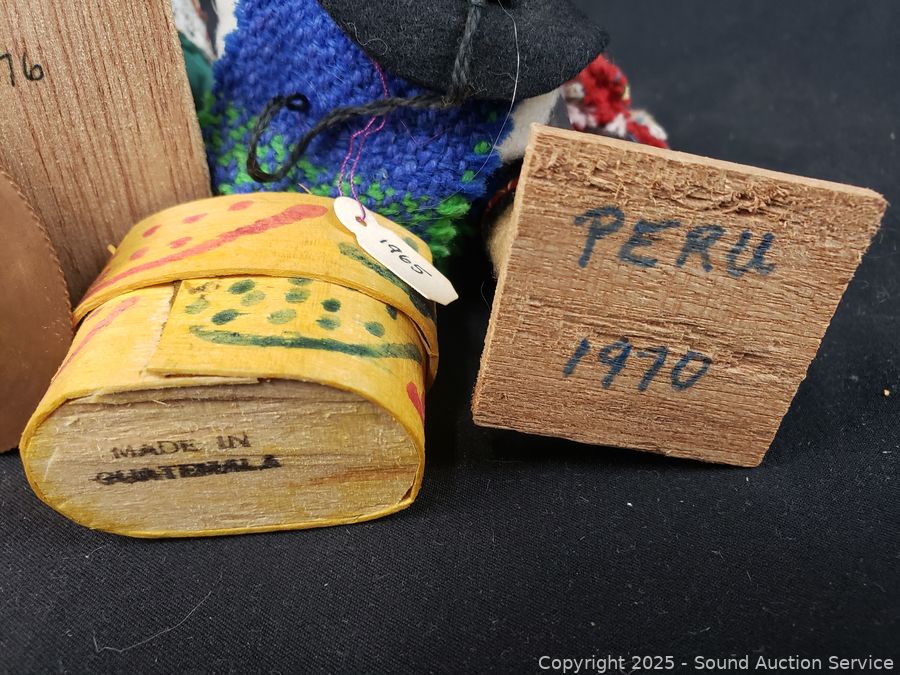 76
1965
PERU
1970
MADE IN
GUATEMALA
Copyright © 2025 - Sound Auction Service